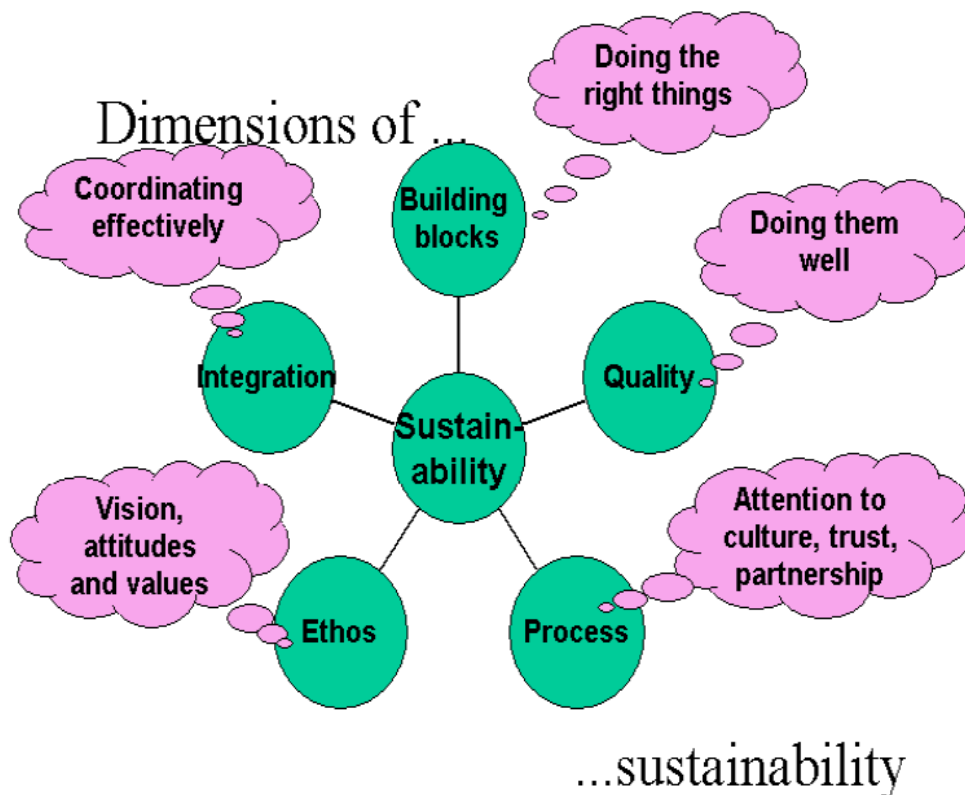 Dimensions of ...
Doing the
right things
Coordinating
effectively
Building
blocks
Doing them
well
Integration
Quality
Sustain-
ability
Vision,
attitudes
and values
Attention to
culture, trust,
partnership
Ethos
Process
...sustainability